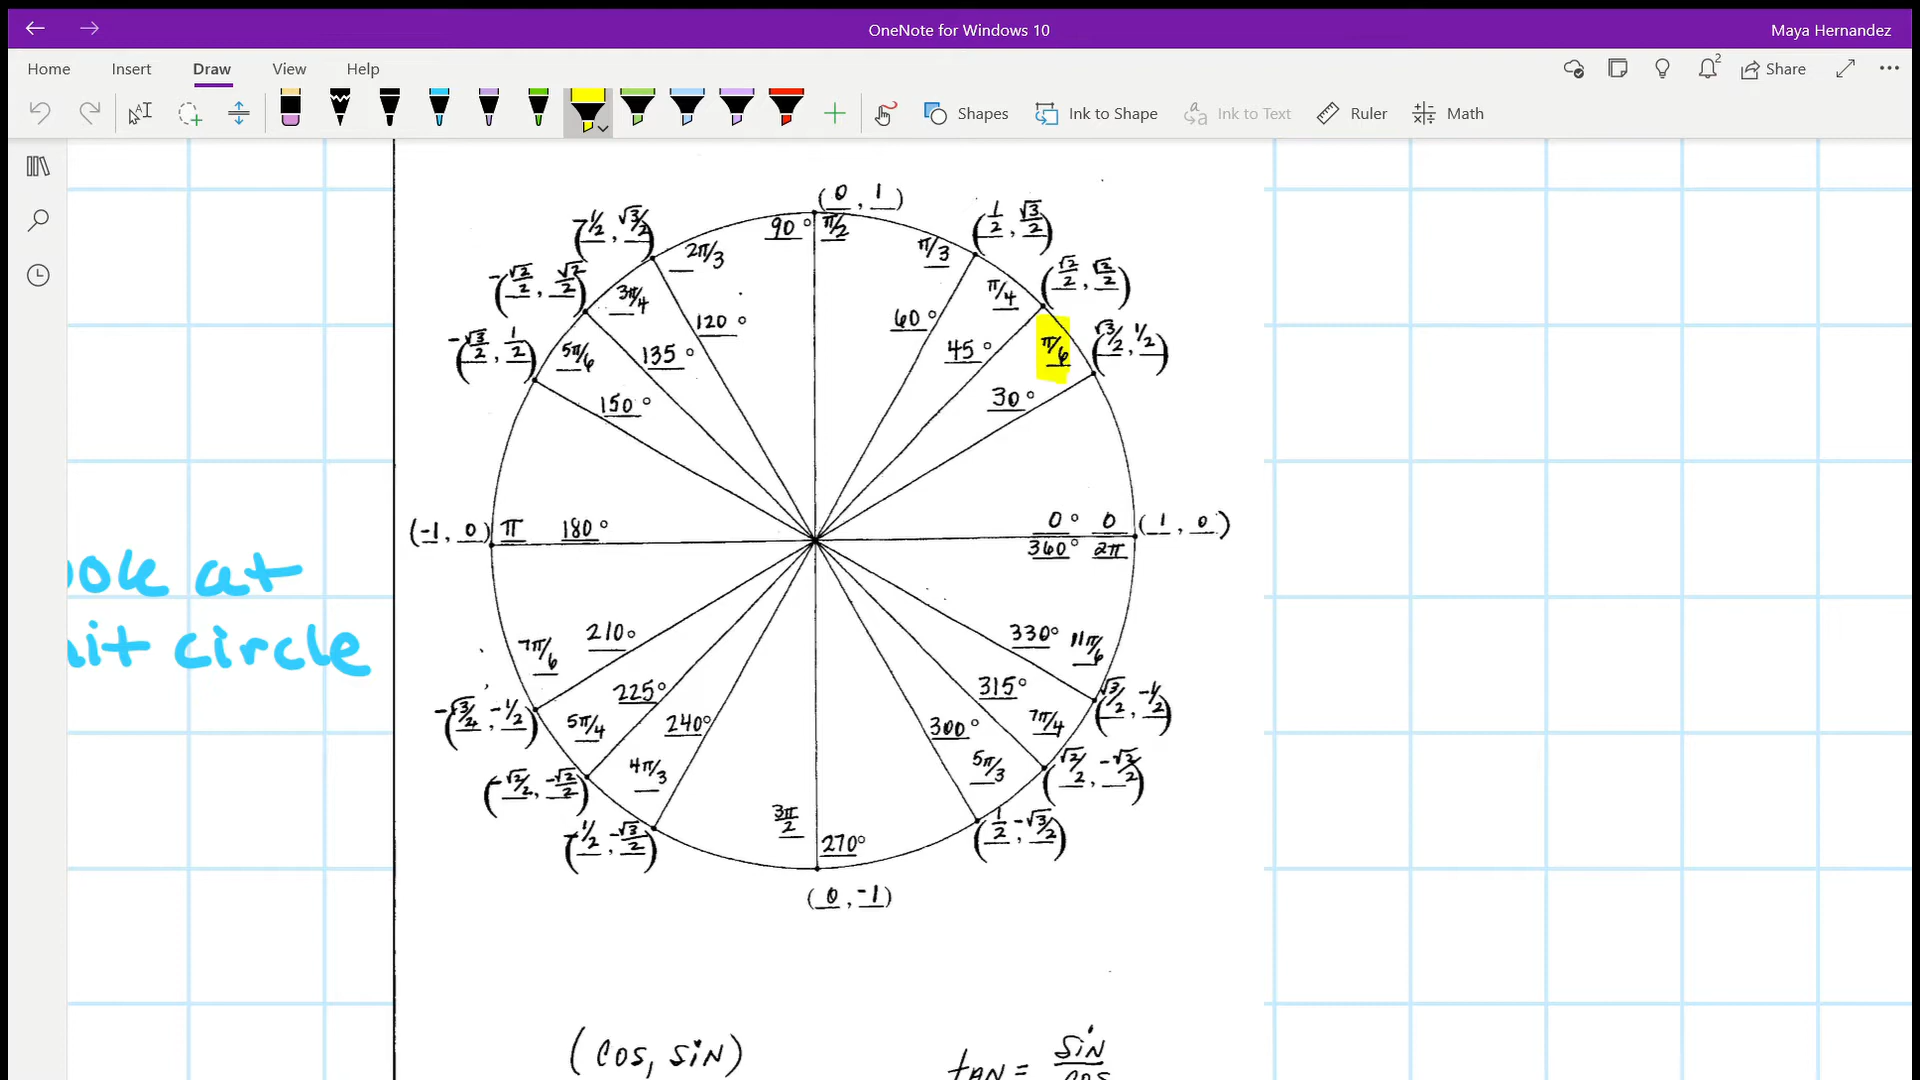 OneNote for Windows 10
Maya Hernandez
Home Insert Draw View Help
2
Share
Shapes Ink to Shape Ink to Text Ruler Math
(0, 1)
90° π/2
(-1/2, √3/2)
2π/3
120°
(-√2/2, √2/2)
3π/4
135°
(-√3/2, 1/2)
5π/6
150°
(1/2, √3/2)
π/3
60°
(√2/2, √2/2)
π/4
45°
(√3/2, 1/2)
π/6
30°
(-1, 0) π 180°
0° 0 (1, 0)
360° 2π
ook at
it circle
210°
7π/6
(-√3/2, -1/2)
225°
5π/4
(-√2/2, -√2/2)
240°
4π/3
(-1/2, -√3/2)
330° 11π/6
(√3/2, -1/2)
315°
7π/4
(√2/2, -√2/2)
300°
5π/3
(1/2, -√3/2)
3π/2
270°
(0, -1)
(cos, sin)
tan = sin/cos